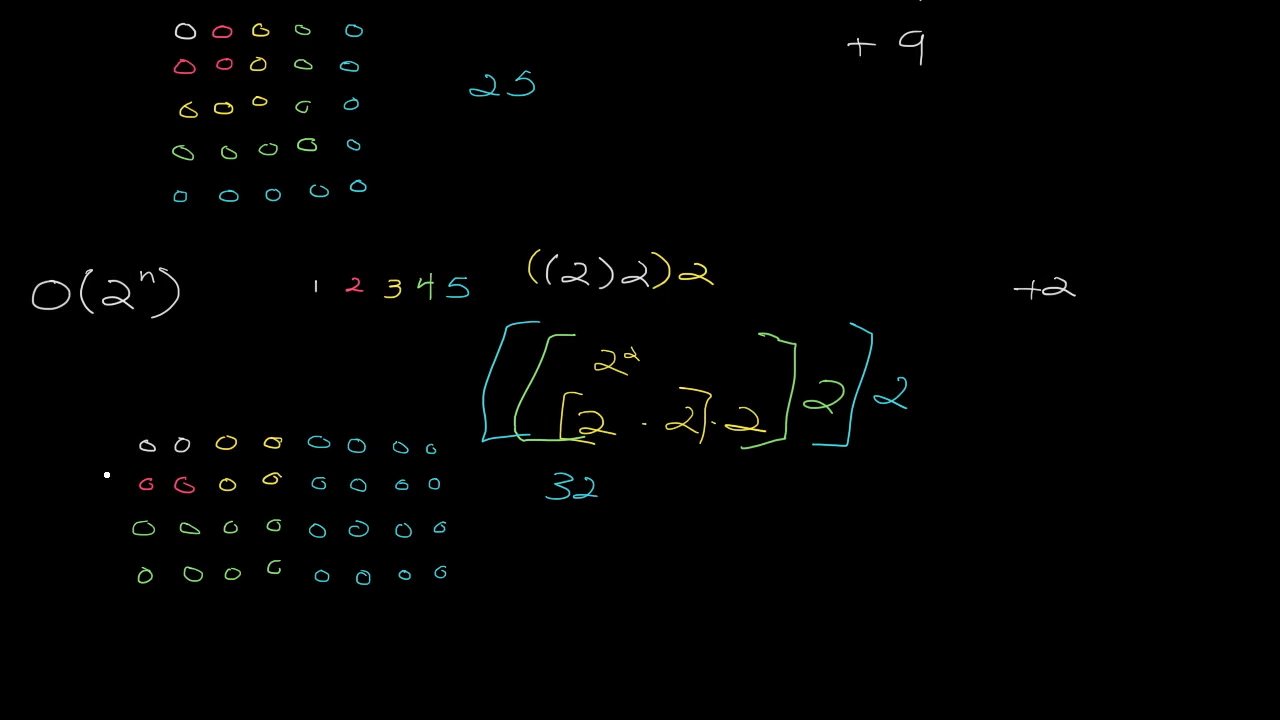 + 9
25
O(2ⁿ) 1 2 3 4 5 ((2)2)2 +2
2²
[[[2 · 2] · 2]2]2
32